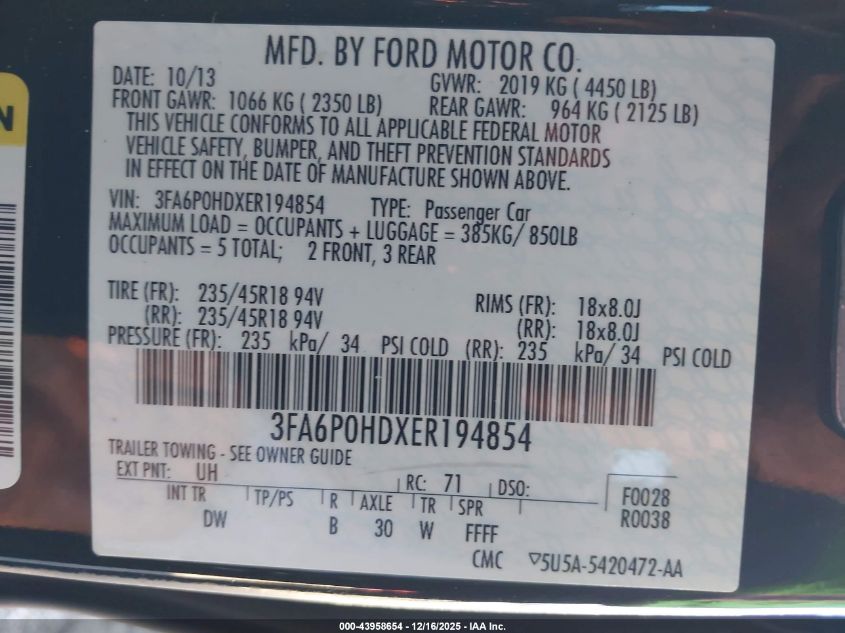 MFD. BY FORD MOTOR CO.
DATE: 10/13 GVWR: 2019 KG ( 4450 LB)
FRONT GAWR: 1066 KG ( 2350 LB) REAR GAWR: 964 KG ( 2125 LB)
THIS VEHICLE CONFORMS TO ALL APPLICABLE FEDERAL MOTOR
VEHICLE SAFETY, BUMPER, AND THEFT PREVENTION STANDARDS
IN EFFECT ON THE DATE OF MANUFACTURE SHOWN ABOVE.
VIN: 3FA6P0HDXER194854 TYPE: Passenger Car
MAXIMUM LOAD = OCCUPANTS + LUGGAGE = 385KG/ 850LB
OCCUPANTS = 5 TOTAL; 2 FRONT, 3 REAR
TIRE (FR): 235/45R18 94V RIMS (FR): 18x8.0J
(RR): 235/45R18 94V (RR): 18x8.0J
PRESSURE (FR): 235 kPa/ 34 PSI COLD (RR): 235 kPa/ 34 PSI COLD
3FA6P0HDXER194854
TRAILER TOWING - SEE OWNER GUIDE
EXT PNT: UH RC: 71 DSO: F0028
INT TR TP/PS R AXLE TR SPR R0038
DW B 30 W FFFF
CMC ▽5U5A-5420472-AA
N
000-43958654 - 12/16/2025 - IAA Inc.